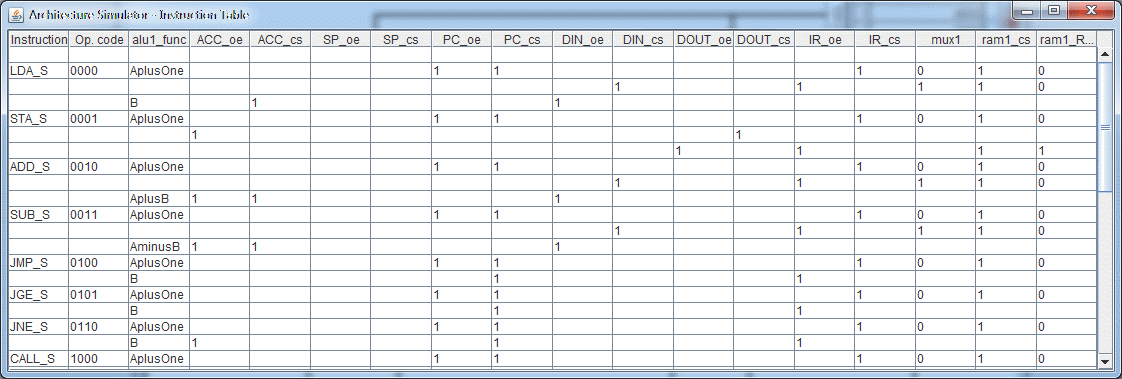 Architecture Simulator - Instruction Table
Instruction Op. code alu1_func ACC_oe ACC_cs SP_oe SP_cs PC_oe PC_cs DIN_oe DIN_cs DOUT_oe DOUT_cs IR_oe IR_cs mux1 ram1_cs ram1_R...
LDA_S 0000 AplusOne 1 1 1 0 1 0
1 1 1 1 0
B 1 1
STA_S 0001 AplusOne 1 1 1 0 1 0
1 1
1 1 1 1
ADD_S 0010 AplusOne 1 1 1 0 1 0
1 1 1 1 0
AplusB 1 1 1
SUB_S 0011 AplusOne 1 1 1 0 1 0
1 1 1 1 0
AminusB 1 1 1
JMP_S 0100 AplusOne 1 1 1 0 1 0
B 1 1
JGE_S 0101 AplusOne 1 1 1 0 1 0
B 1 1
JNE_S 0110 AplusOne 1 1 1 0 1 0
B 1 1 1
CALL_S 1000 AplusOne 1 1 1 0 1 0